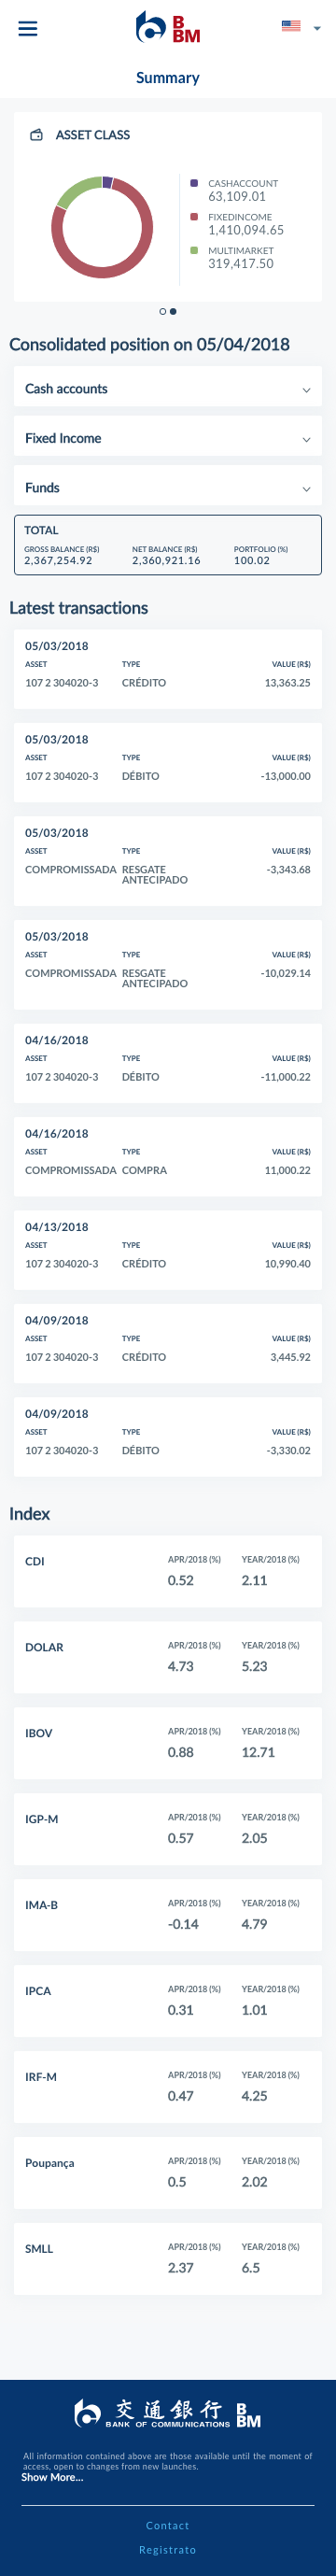 B
BM
Summary
ASSET CLASS
CASHACCOUNT
63,109.01
FIXEDINCOME
1,410,094.65
MULTIMARKET
319,417.50
Consolidated position on 05/04/2018
Cash accounts
Fixed Income
Funds
TOTAL
GROSS BALANCE (R$) NET BALANCE (R$) PORTFOLIO (%)
2,367,254.92 2,360,921.16 100.02
Latest transactions
05/03/2018
ASSET TYPE VALUE (R$)
107 2 304020-3 CRÉDITO 13,363.25
05/03/2018
ASSET TYPE VALUE (R$)
107 2 304020-3 DÉBITO -13,000.00
05/03/2018
ASSET TYPE VALUE (R$)
COMPROMISSADA RESGATE -3,343.68
ANTECIPADO
05/03/2018
ASSET TYPE VALUE (R$)
COMPROMISSADA RESGATE -10,029.14
ANTECIPADO
04/16/2018
ASSET TYPE VALUE (R$)
107 2 304020-3 DÉBITO -11,000.22
04/16/2018
ASSET TYPE VALUE (R$)
COMPROMISSADA COMPRA 11,000.22
04/13/2018
ASSET TYPE VALUE (R$)
107 2 304020-3 CRÉDITO 10,990.40
04/09/2018
ASSET TYPE VALUE (R$)
107 2 304020-3 CRÉDITO 3,445.92
04/09/2018
ASSET TYPE VALUE (R$)
107 2 304020-3 DÉBITO -3,330.02
Index
CDI APR/2018 (%) YEAR/2018 (%)
0.52 2.11
DOLAR APR/2018 (%) YEAR/2018 (%)
4.73 5.23
IBOV APR/2018 (%) YEAR/2018 (%)
0.88 12.71
IGP-M APR/2018 (%) YEAR/2018 (%)
0.57 2.05
IMA-B APR/2018 (%) YEAR/2018 (%)
-0.14 4.79
IPCA APR/2018 (%) YEAR/2018 (%)
0.31 1.01
IRF-M APR/2018 (%) YEAR/2018 (%)
0.47 4.25
Poupança APR/2018 (%) YEAR/2018 (%)
0.5 2.02
SMLL APR/2018 (%) YEAR/2018 (%)
2.37 6.5
交通銀行 B
BANK OF COMMUNICATIONS BM
All information contained above are those available until the moment of
access, open to changes from new launches.
Show More...
Contact
Registrato